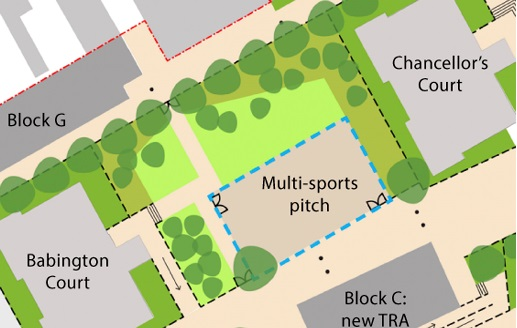 Chancellor's
Court
Block G
Multi-sports
pitch
Babington
Court
Block C:
new TRA